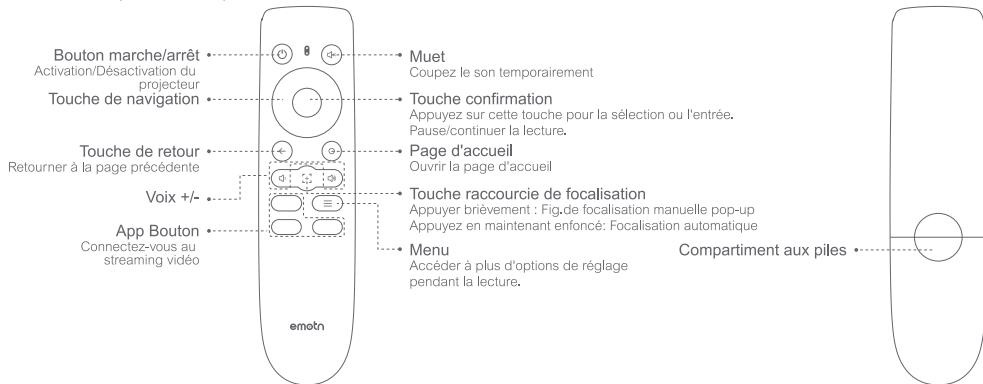 Bouton marche/arrêt
Activation/Désactivation du
projecteur
Touche de navigation
Touche de retour
Retourner à la page précédente
Voix +/-
App Bouton
Connectez-vous au
streaming vidéo
Muet
Coupez le son temporairement
Touche confirmation
Appuyez sur cette touche pour la sélection ou l'entrée.
Pause/continuer la lecture.
Page d'accueil
Ouvrir la page d'accueil
Touche raccourcie de focalisation
Appuyer brièvement : Fig.de focalisation manuelle pop-up
Appuyez en maintenant enfoncé: Focalisation automatique
Menu
Accéder à plus d'options de réglage
pendant la lecture.
emotn
Compartiment aux piles